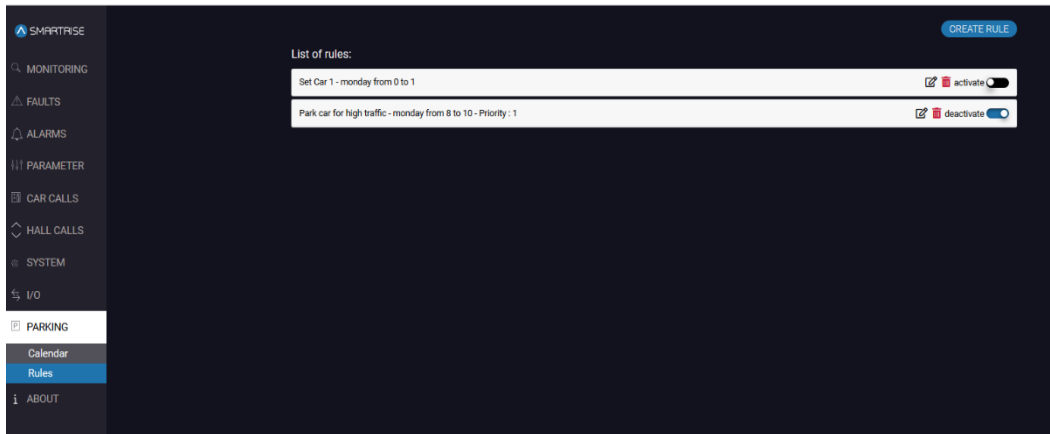 SMARTRISE
MONITORING
FAULTS
ALARMS
PARAMETER
CAR CALLS
HALL CALLS
SYSTEM
I/O
PARKING
Calendar
Rules
ABOUT
CREATE RULE
List of rules:
Set Car 1 - monday from 0 to 1 activate
Park car for high traffic - monday from 8 to 10 - Priority : 1 deactivate